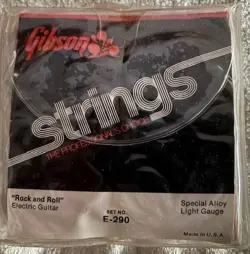 Gibson
strings
THE PROFESSIONAL'S CHOICE
"Rock and Roll"
Electric Guitar
SET NO.
E-290
Special Alloy
Light Gauge
Made in U.S.A.